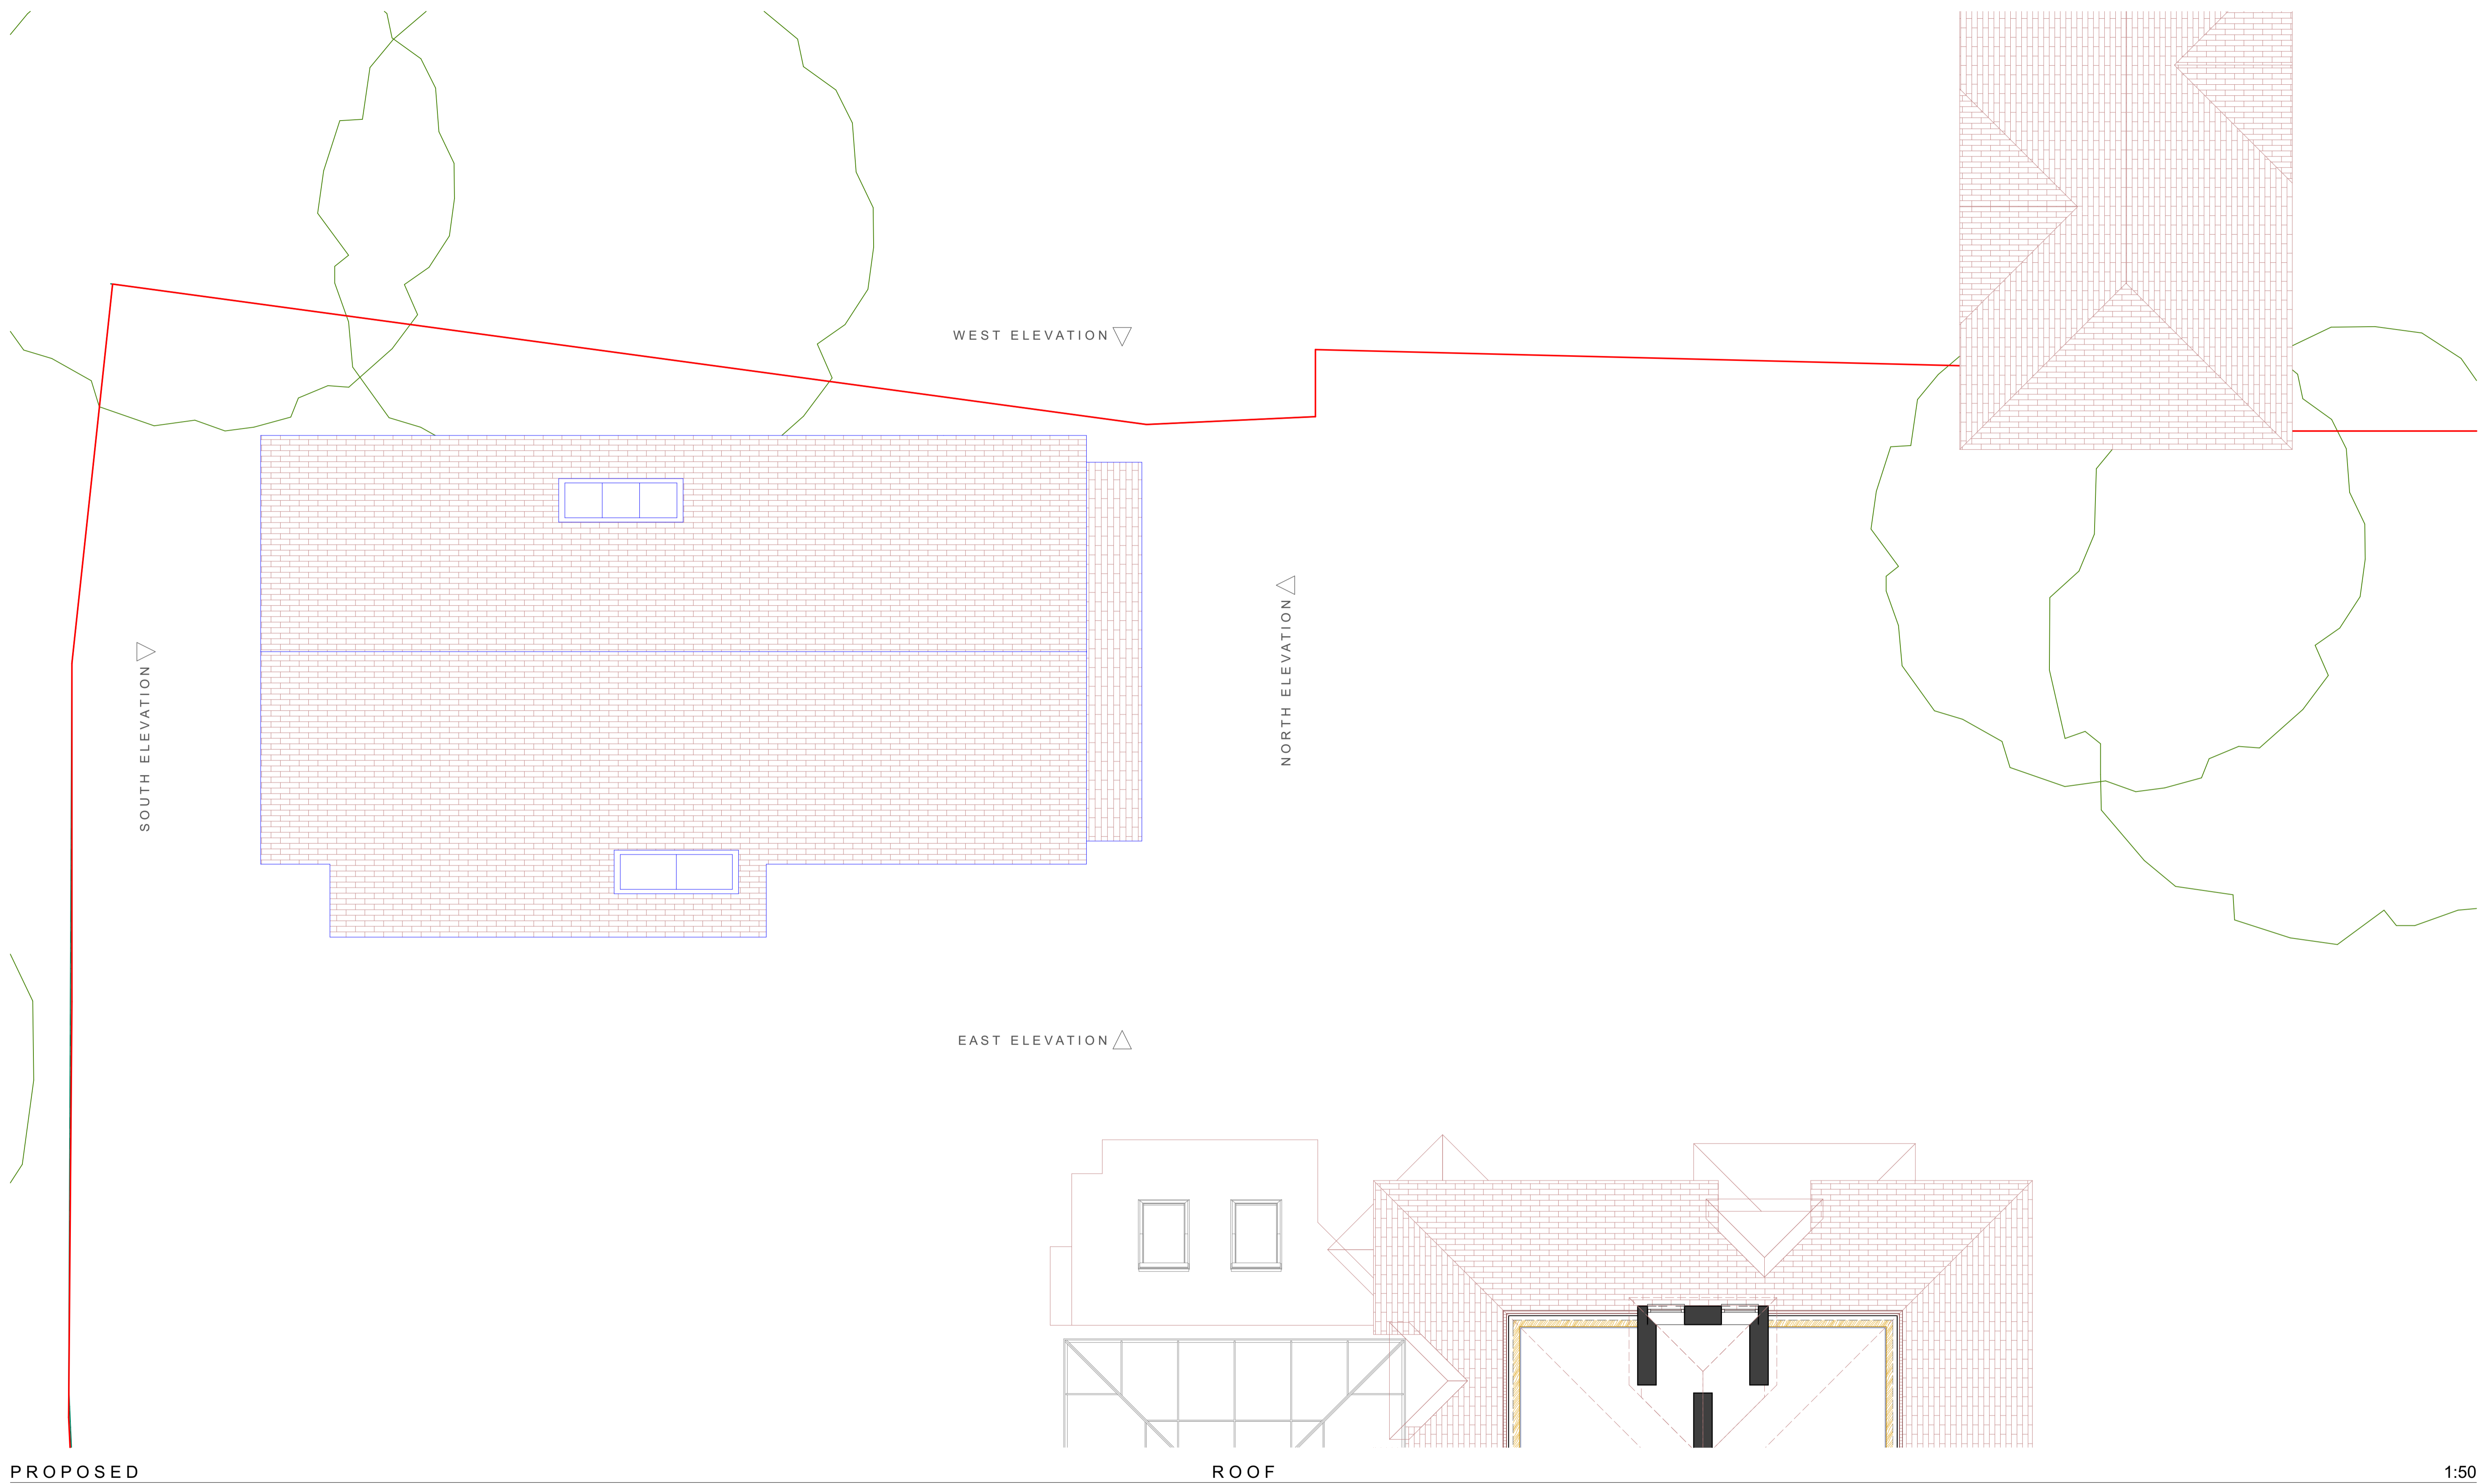 WEST ELEVATION
NORTH ELEVATION
SOUTH ELEVATION
EAST ELEVATION
PROPOSED
ROOF
1:50